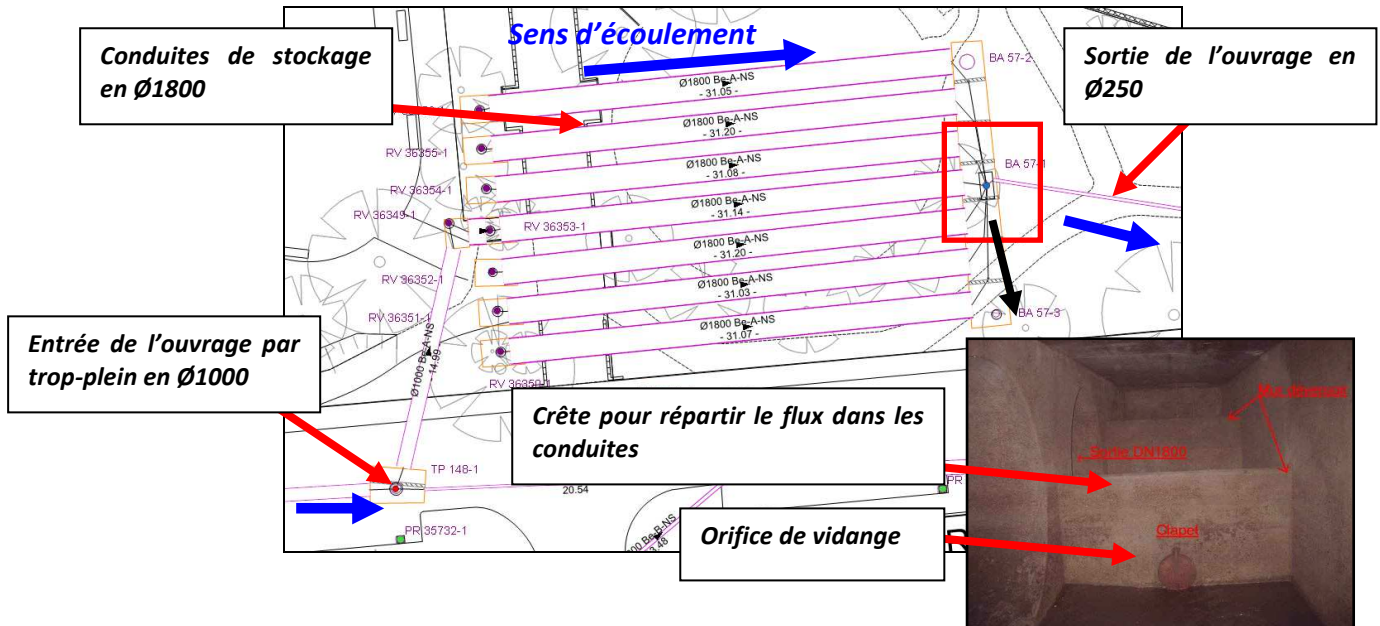 Sens d'écoulement
Conduites de stockage
en Ø1800
Sortie de l'ouvrage en
Ø250
BA 57-2
Ø1800 Be-A-NS
- 31.05 -
Ø1800 Be-A-NS
- 31.20 -
RV 36355-1
BA 57-1
Ø1800 Be-A-NS
- 31.08 -
RV 36354-1
Ø1800 Be-A-NS
- 31.14 -
RV 36349-1
RV 36353-1
Ø1800 Be-A-NS
- 31.20 -
RV 36352-1
Ø1800 Be-A-NS
- 31.03 -
RV 36351-1
BA 57-3
Ø1800 Be-A-NS
- 31.07 -
Entrée de l'ouvrage par
trop-plein en Ø1000
Ø1000 Be-A-NS
- 14.99 -
Crête pour répartir le flux dans les
conduites
Mur déversant
Sortie DN1800
TP 148-1
20.54
PR
PR 35732-1
Orifice de vidange
Clapet